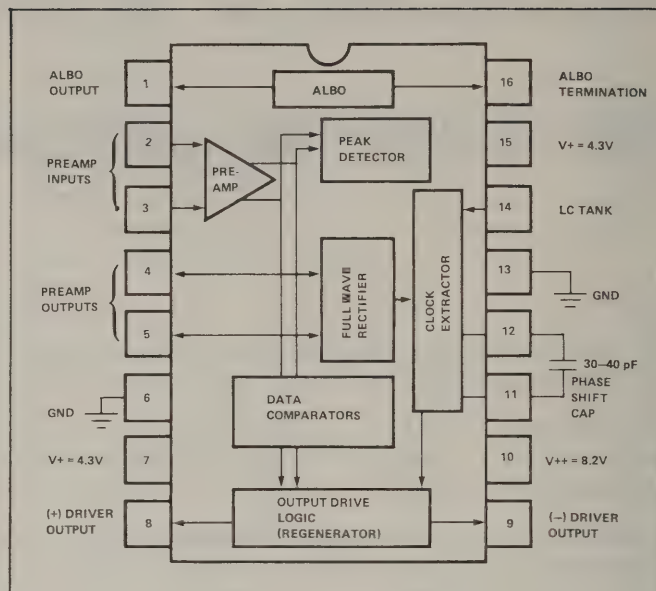 ALBO
OUTPUT
1
ALBO
16
ALBO
TERMINATION
2
PREAMP
INPUTS
3
PRE-
AMP
PEAK
DETECTOR
15
V+ = 4.3V
14
LC TANK
4
PREAMP
OUTPUTS
5
FULL WAVE
RECTIFIER
CLOCK
EXTRACTOR
13
GND
12
30–40 pF
PHASE
SHIFT
CAP
11
GND
6
DATA
COMPARATORS
V+ = 4.3V
7
10
V++ = 8.2V
(+) DRIVER
OUTPUT
8
OUTPUT DRIVE
LOGIC
(REGENERATOR)
9
(−) DRIVER
OUTPUT